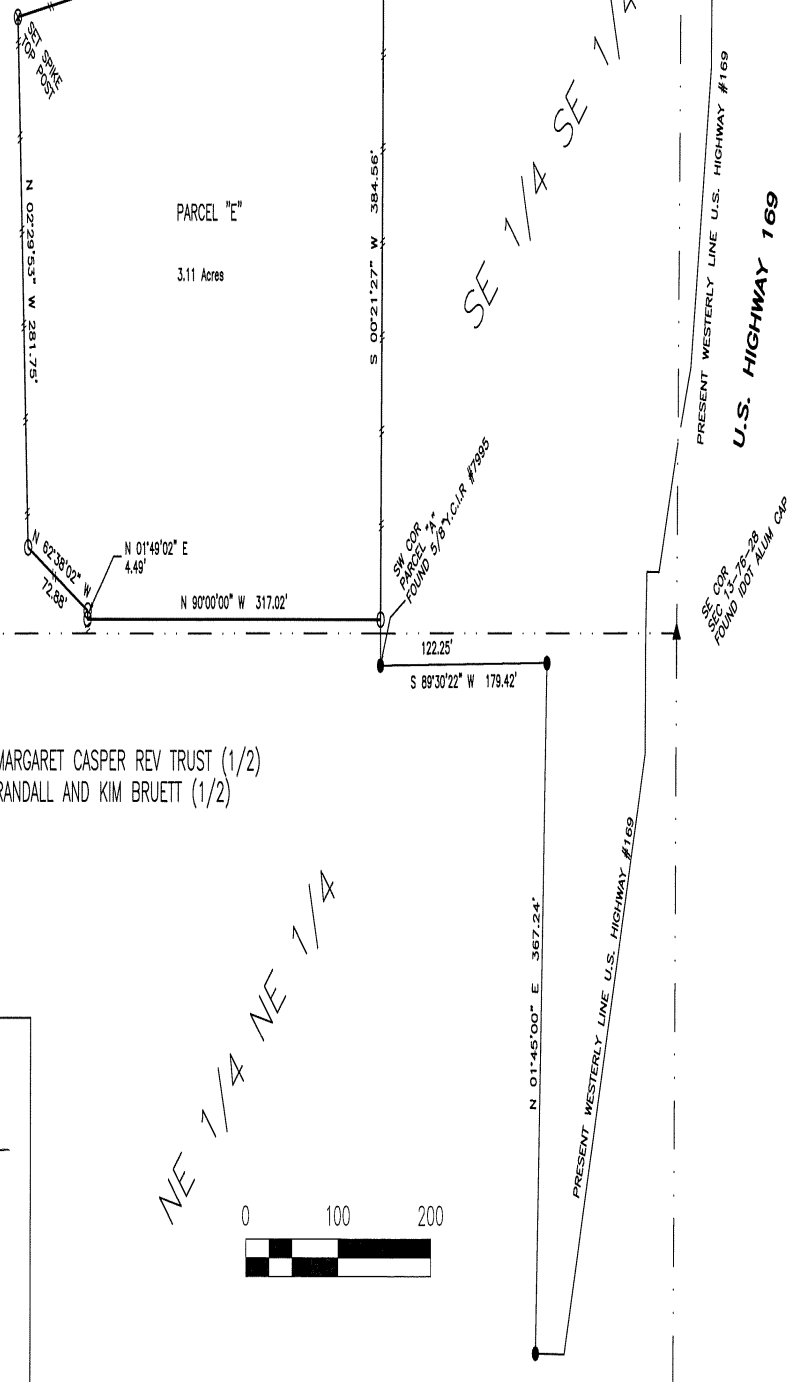 SET SPIKE
TOP POST
N 02°29'53" W 281.75'
PARCEL "E"
3.11 Acres
S 00°21'27" W 384.56'
SE 1/4 SE 1/4
PRESENT WESTERLY LINE U.S. HIGHWAY #169
U.S. HIGHWAY 169
N 62°38'02" W
72.88'
N 01°49'02" E
4.49'
N 90°00'00" W 317.02'
SW COR
PARCEL "A"
FOUND 5/8"Y.C.I.R #7995
SE COR
SEC 13-76-28
FOUND IDOT ALUM CAP
122.25'
S 89°30'22" W 179.42'
MARGARET CASPER REV TRUST (1/2)
RANDALL AND KIM BRUETT (1/2)
N 01°45'00" E 367.24'
PRESENT WESTERLY LINE U.S. HIGHWAY #169
NE 1/4 NE 1/4
0 100 200